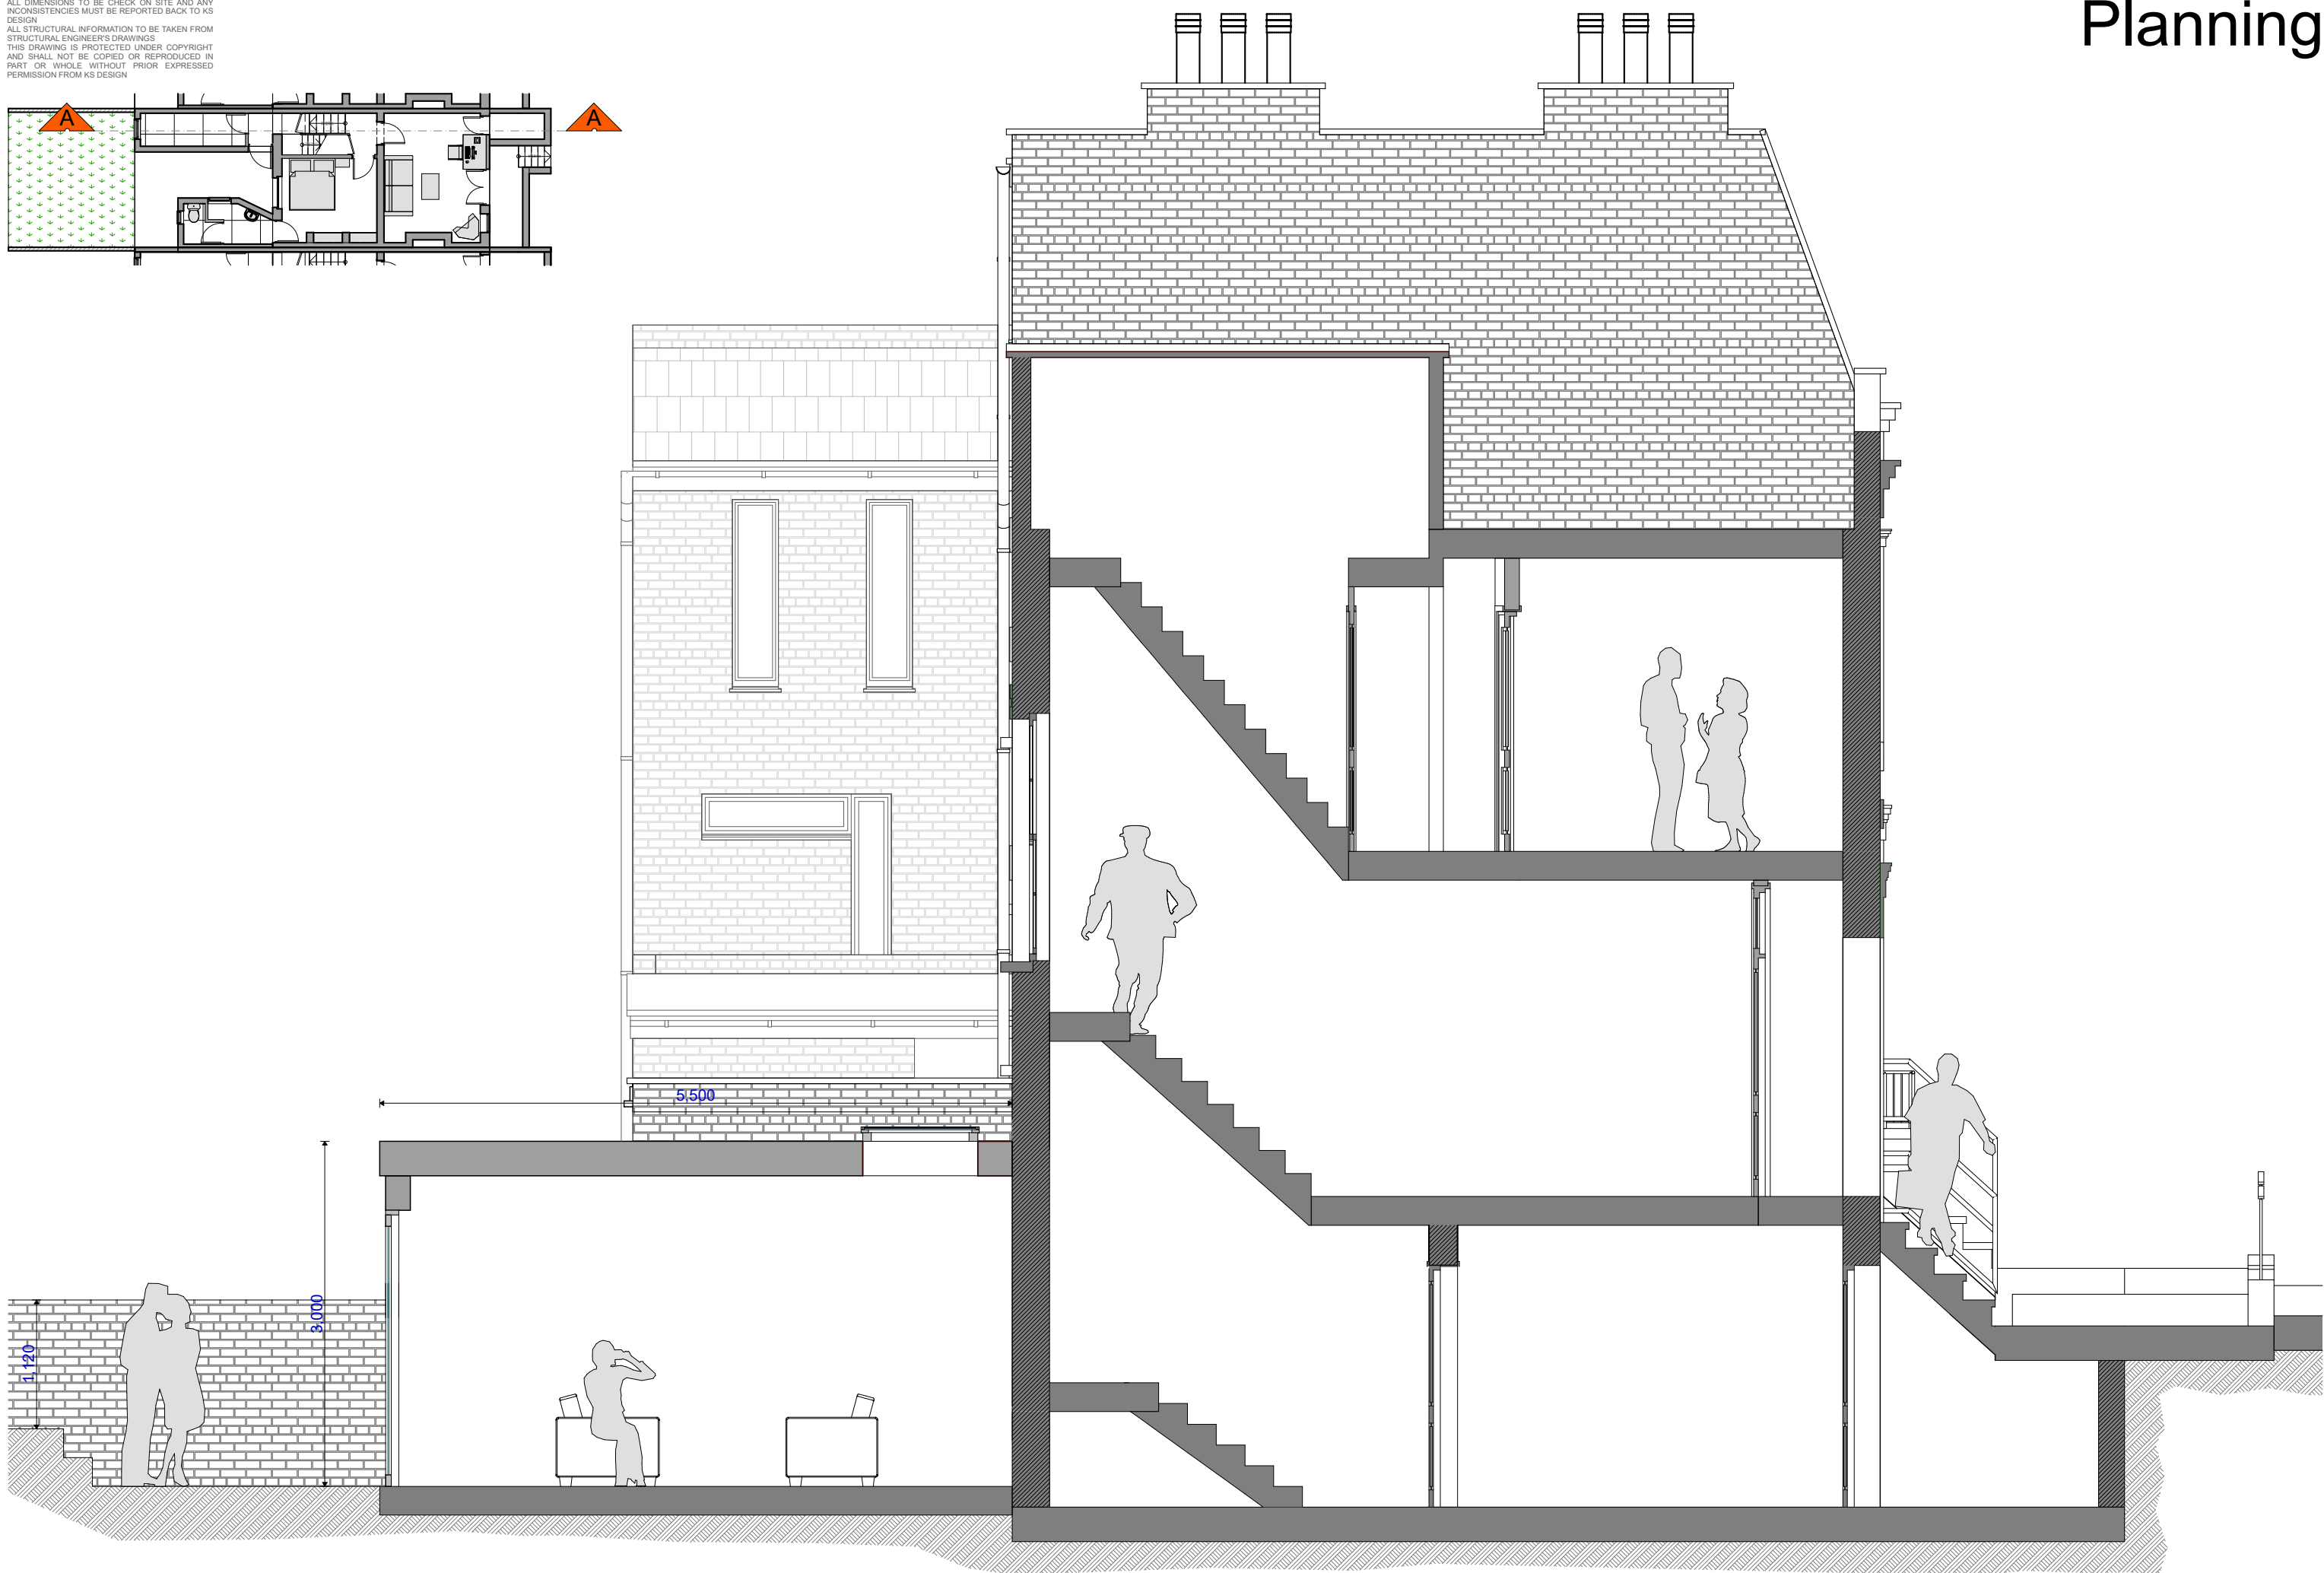 ALL DIMENSIONS TO BE CHECK ON SITE AND ANY
INCONSISTENCIES MUST BE REPORTED BACK TO KS
DESIGN
ALL STRUCTURAL INFORMATION TO BE TAKEN FROM
STRUCTURAL ENGINEER'S DRAWINGS
THIS DRAWING IS PROTECTED UNDER COPYRIGHT
AND SHALL NOT BE COPIED OR REPRODUCED IN
PART OR WHOLE WITHOUT PRIOR EXPRESSED
PERMISSION FROM KS DESIGN
Planning
A
A
5,500
3,000
1,120